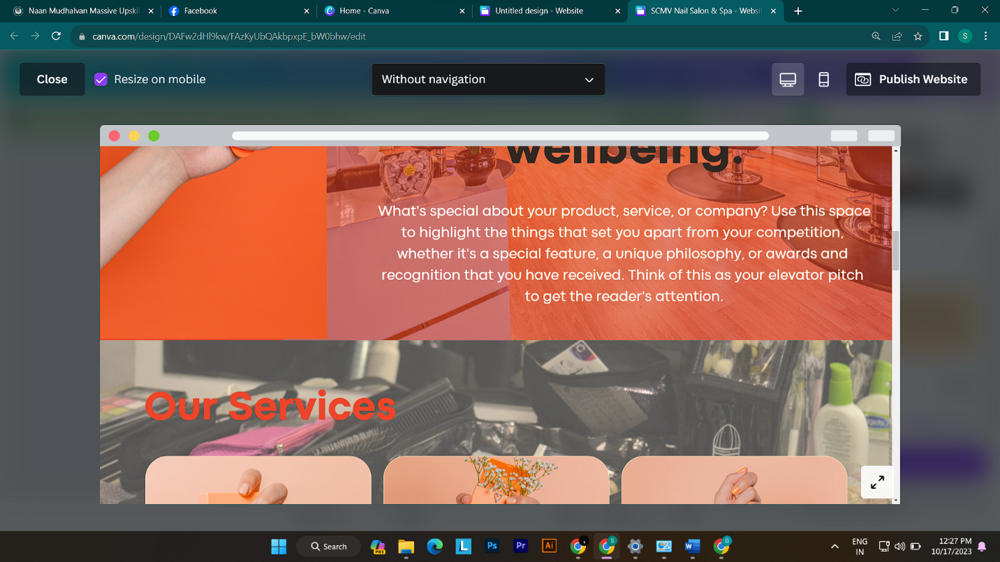 Naan Mudhalvan Massive Upskil
Facebook
Home - Canva
Untitled design - Website
SCMV Nail Salon & Spa - Websi
canva.com/design/DAFw2dHl9kw/FAzKyUbQAkbpxpE_bW0bhw/edit
S
Close
Resize on mobile
Without navigation
Publish Website
wellbeing.
What's special about your product, service, or company? Use this space
to highlight the things that set you apart from your competition,
whether it's a special feature, a unique philosophy, or awards and
recognition that you have received. Think of this as your elevator pitch
to get the reader's attention.
Our Services
Search
PRE
L
Ps
Pr
Ai
S
W
G
ENG
IN
12:27 PM
10/17/2023